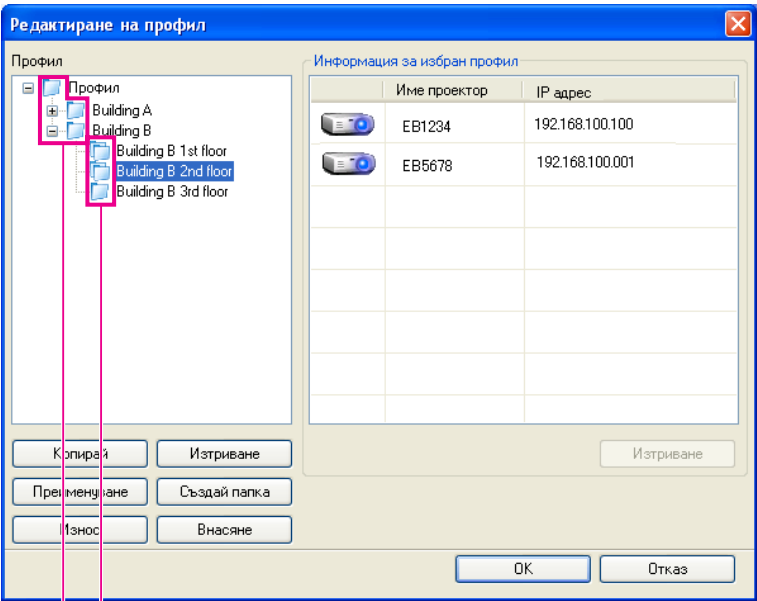 Редактиране на профил
Профил
Профил
Building A
Building B
Building B 1st floor
Building B 2nd floor
Building B 3rd floor
Копирай Изтриване
Преименуване Създай папка
Износ Внасяне
Информация за избран профил
Име проектор IP адрес
EB1234 192.168.100.100
EB5678 192.168.100.001
Изтриване
OK Отказ